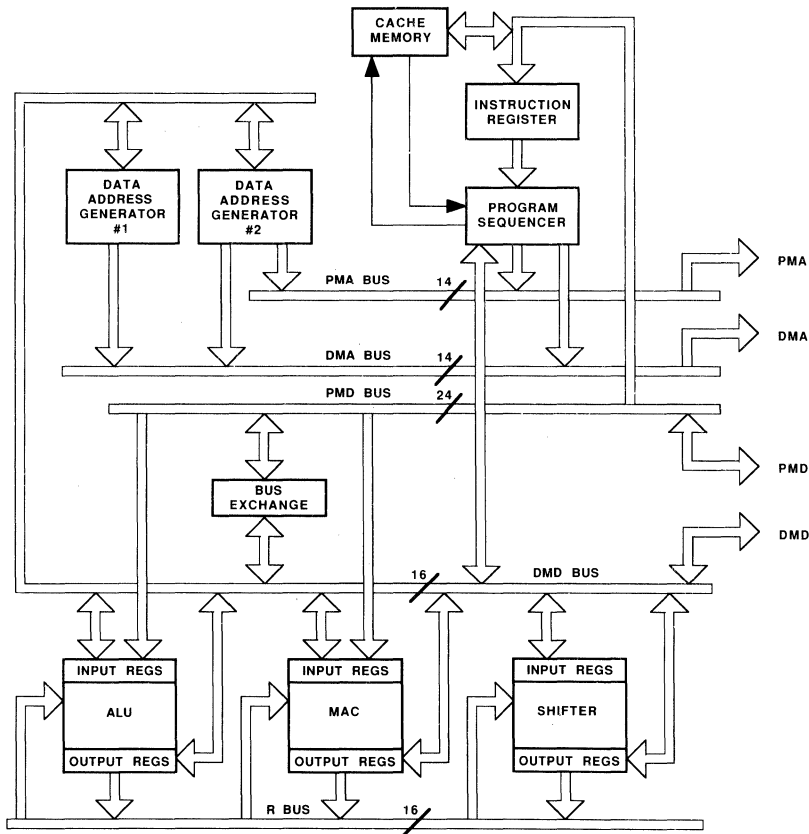 CACHE
MEMORY
INSTRUCTION
REGISTER
DATA
ADDRESS
GENERATOR
#1
DATA
ADDRESS
GENERATOR
#2
PROGRAM
SEQUENCER
PMA BUS
14
PMA
DMA BUS
14
DMA
PMD BUS
24
PMD
BUS
EXCHANGE
DMD
16
DMD BUS
INPUT REGS
ALU
OUTPUT REGS
INPUT REGS
MAC
OUTPUT REGS
INPUT REGS
SHIFTER
OUTPUT REGS
R BUS
16